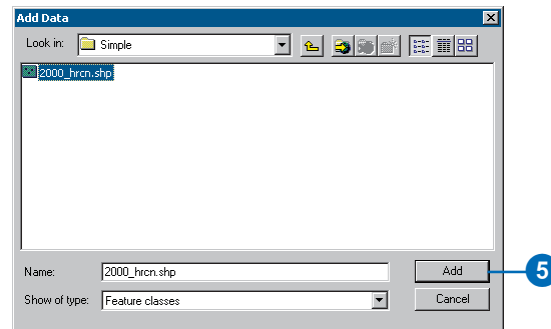 Add Data
Look in: Simple
2000_hrcn.shp
Name: 2000_hrcn.shp Add
5
Show of type: Feature classes Cancel